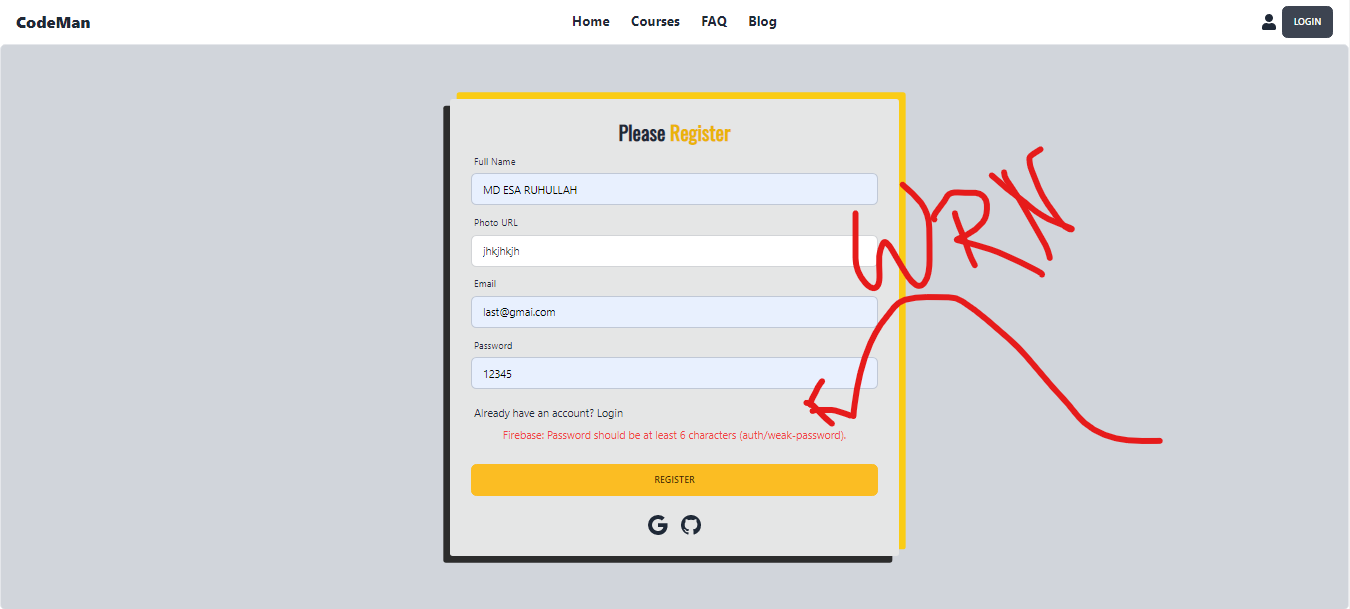 CodeMan Home Courses FAQ Blog LOGIN
Please Register
Full Name
MD ESA RUHULLAH
Photo URL
jhkjhkjh
Email
last@gmai.com
Password
12345
Already have an account? Login
Firebase: Password should be at least 6 characters (auth/weak-password).
REGISTER
WRN